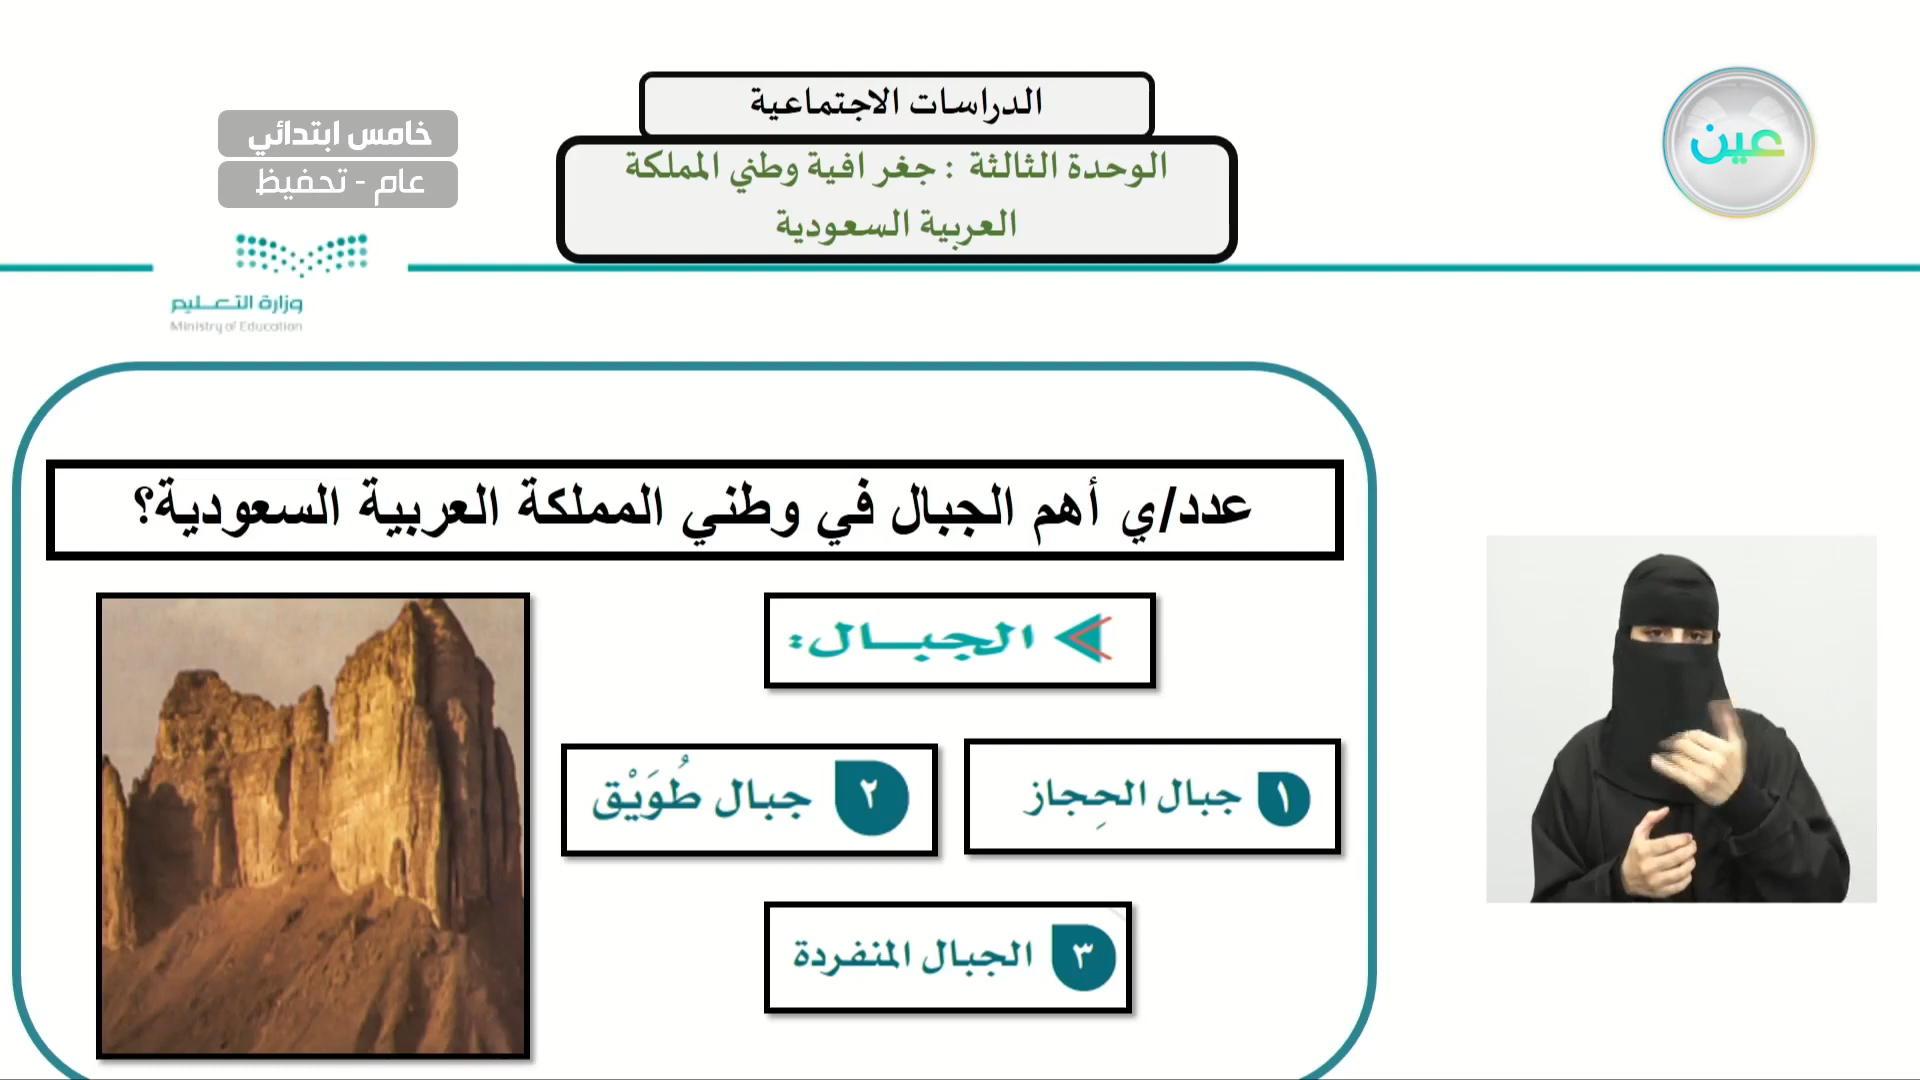 الدراسات الاجتماعية
الوحدة الثالثة : جغرافية وطني المملكة
العربية السعودية
عين
خامس ابتدائي
عام - تحفيظ
وزارة التعليم
Ministry of Education
عدد/ي أهم الجبال في وطني المملكة العربية السعودية؟
الجبال:
١ جبال الحِجاز
٢ جبال طُوَيْق
٣ الجبال المنفردة